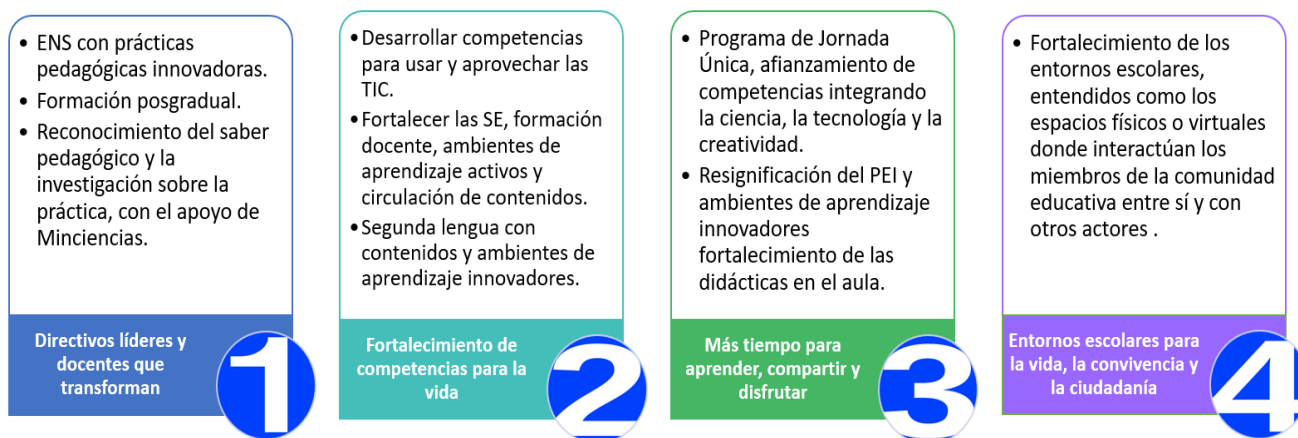 • ENS con prácticas
pedagógicas innovadoras.
• Formación posgradual.
• Reconocimiento del saber
pedagógico y la
investigación sobre la
práctica, con el apoyo de
Minciencias.
Directivos líderes y
docentes que
transforman
1
•Desarrollar competencias
para usar y aprovechar las
TIC.
•Fortalecer las SE, formación
docente, ambientes de
aprendizaje activos y
circulación de contenidos.
•Segunda lengua con
contenidos y ambientes de
aprendizaje innovadores.
Fortalecimiento de
competencias para la
vida
2
• Programa de Jornada
Única, afianzamiento de
competencias integrando
la ciencia, la tecnología y la
creatividad.
• Resignificación del PEI y
ambientes de aprendizaje
innovadores
fortalecimiento de las
didácticas en el aula.
Más tiempo para
aprender, compartir y
disfrutar
3
• Fortalecimiento de los
entornos escolares,
entendidos como los
espacios físicos o virtuales
donde interactúan los
miembros de la comunidad
educativa entre sí y con
otros actores .
Entornos escolares para
la vida, la convivencia y
la ciudadanía
4